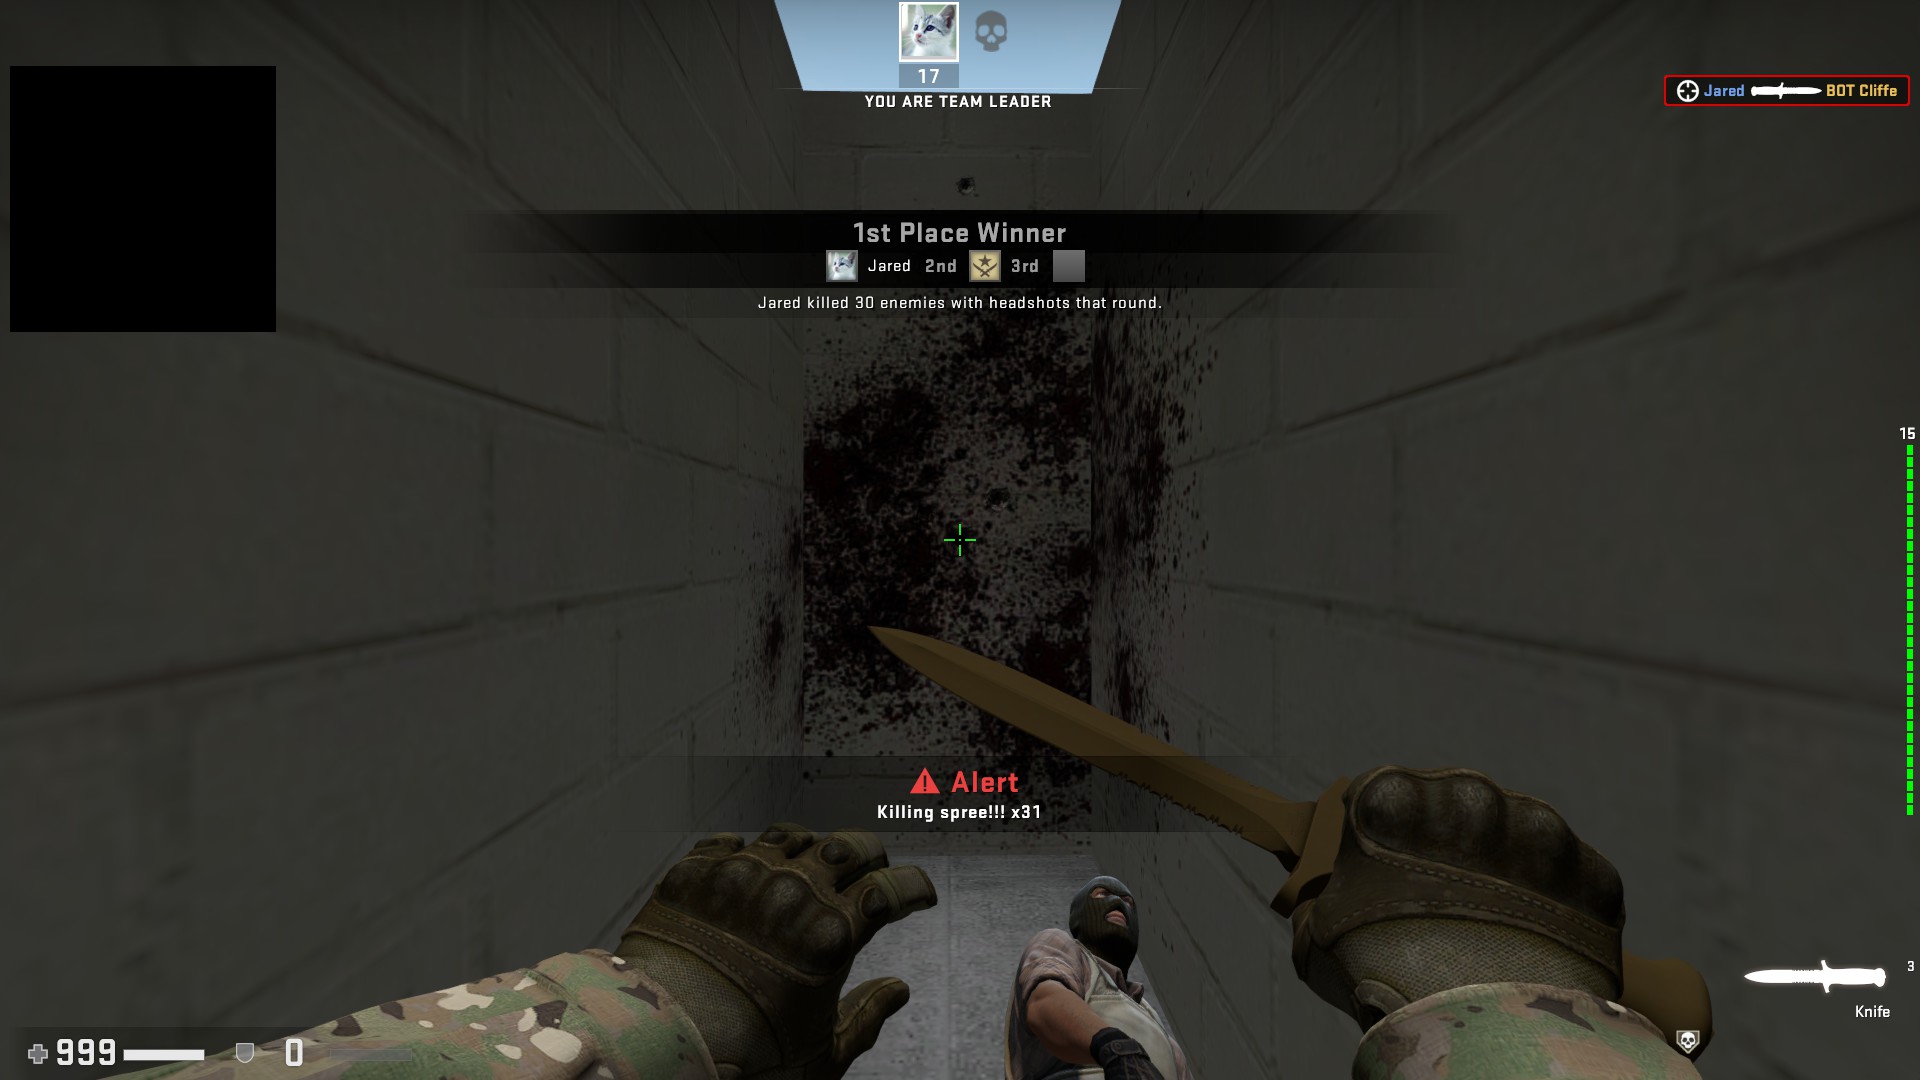 17
YOU ARE TEAM LEADER
Jared BOT Cliffe
1st Place Winner
Jared 2nd 3rd
Jared killed 30 enemies with headshots that round.
15
Alert
Killing spree!!! x31
3
Knife
999 0